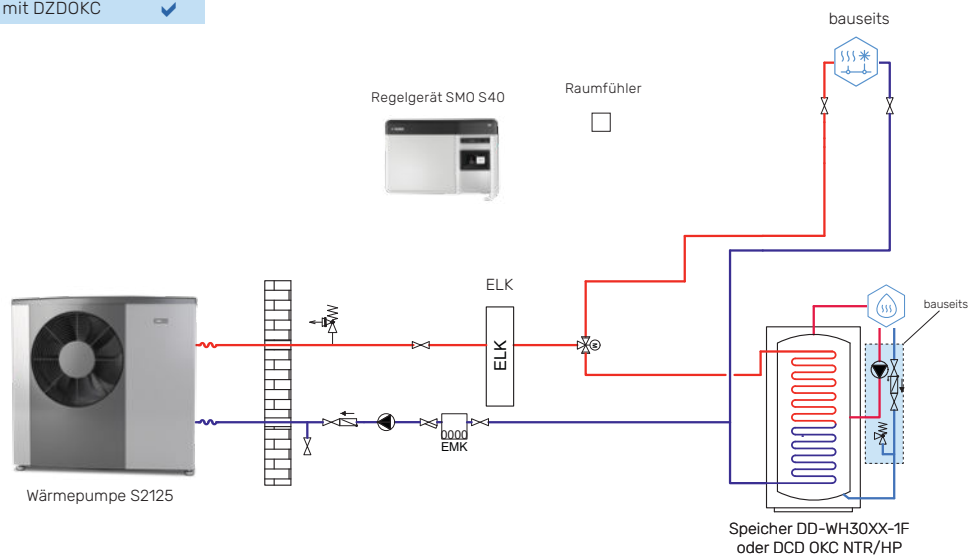 mit DZDOKC
bauseits
Regelgerät SMO S40
Raumfühler
ELK
ELK
M
bauseits
0000
EMK
Wärmepumpe S2125
Speicher DD-WH30XX-1F
oder DCD OKC NTR/HP